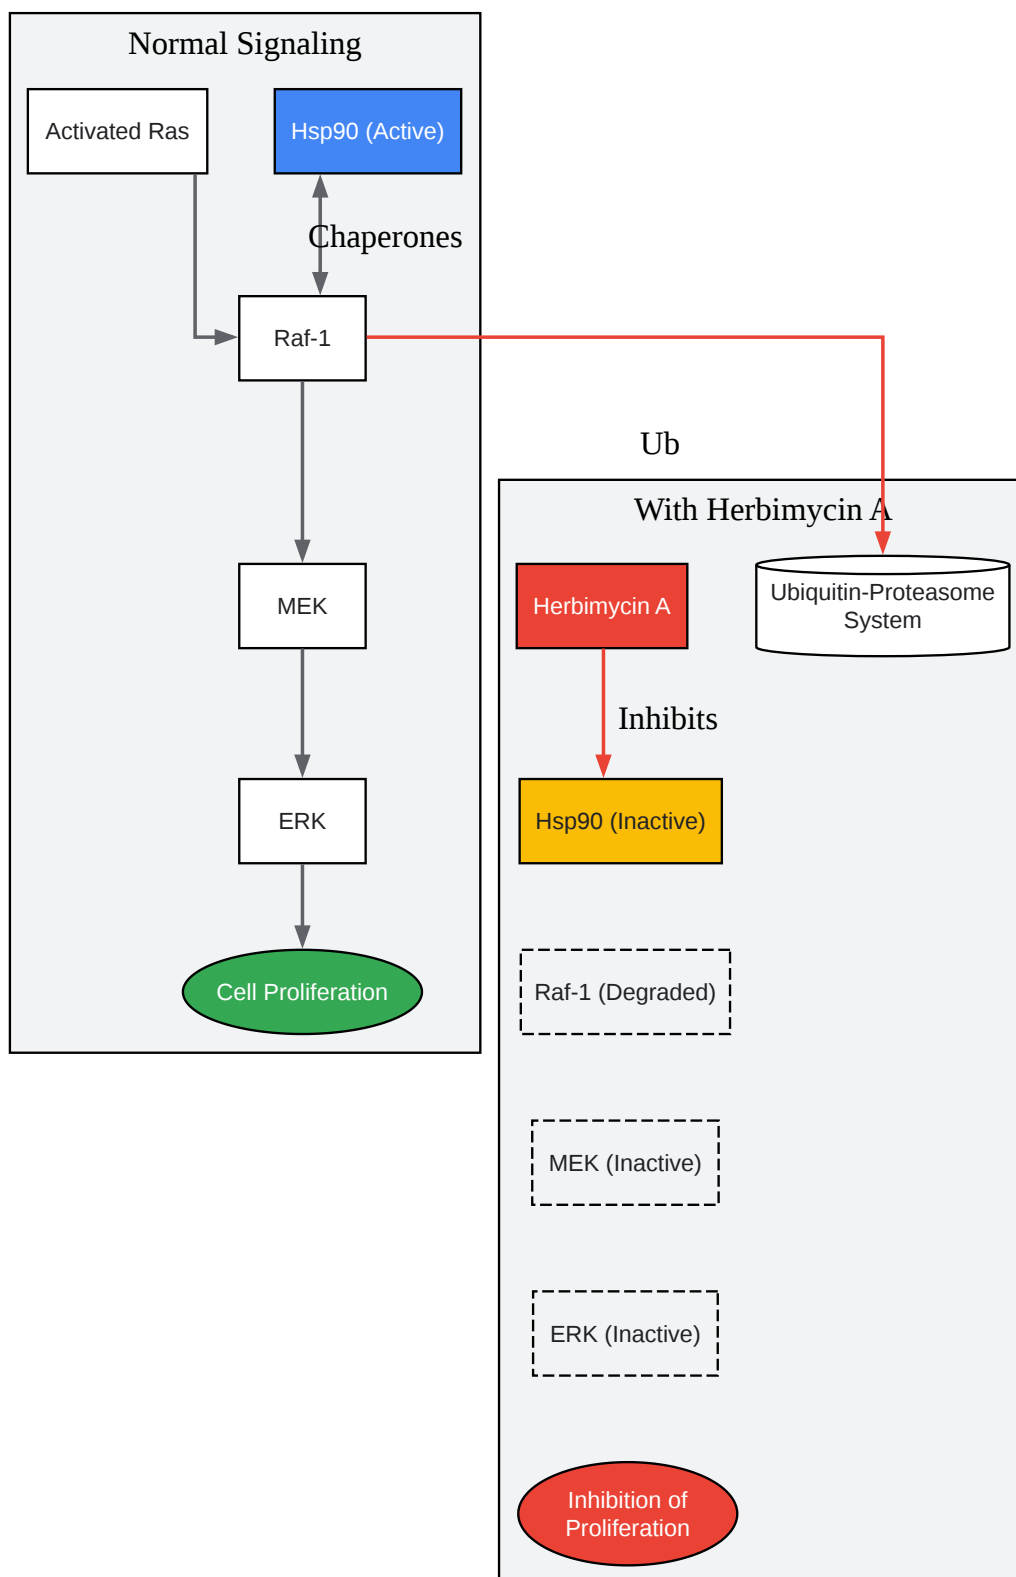 Normal Signaling
Activated Ras
Hsp90 (Active)
Chaperones
Raf-1
MEK
ERK
Cell Proliferation
Ub
With Herbimycin A
Herbimycin A
Ubiquitin-Proteasome
System
Inhibits
Hsp90 (Inactive)
Raf-1 (Degraded)
MEK (Inactive)
ERK (Inactive)
Inhibition of
Proliferation